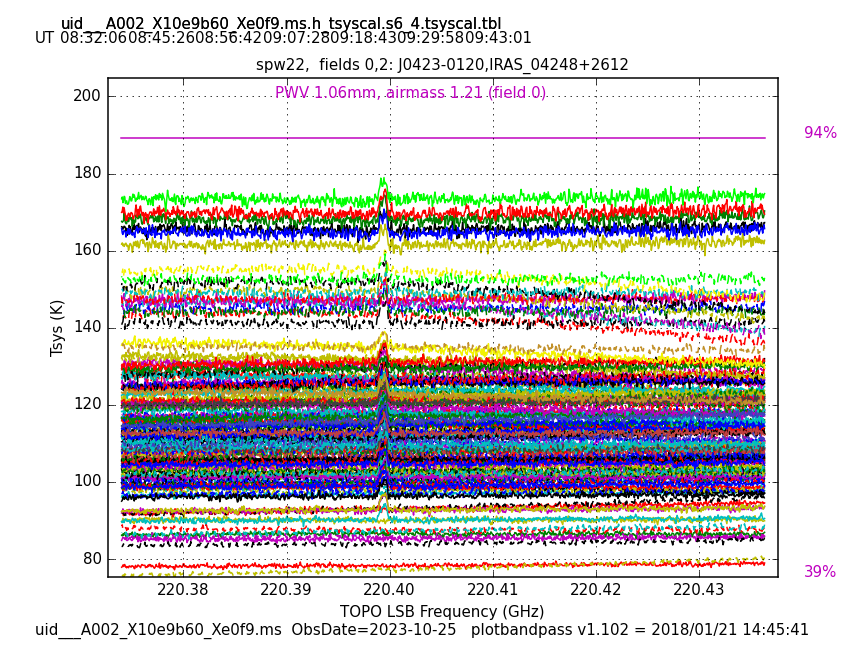 uid___A002_X10e9b60_Xe0f9.ms.h_tsyscal.s6_4.tsyscal.tbl
UT 08:32:06 08:45:26 08:56:42 09:07:28 09:18:43 09:29:58 09:43:01
spw22,  fields 0,2: J0423-0120,IRAS_04248+2612
PWV 1.06mm, airmass 1.21 (field 0)
200
94%
180
160
Tsys (K)
140
120
100
80
39%
220.38 220.39 220.40 220.41 220.42 220.43
TOPO LSB Frequency (GHz)
uid___A002_X10e9b60_Xe0f9.ms  ObsDate=2023-10-25   plotbandpass v1.102 = 2018/01/21 14:45:41